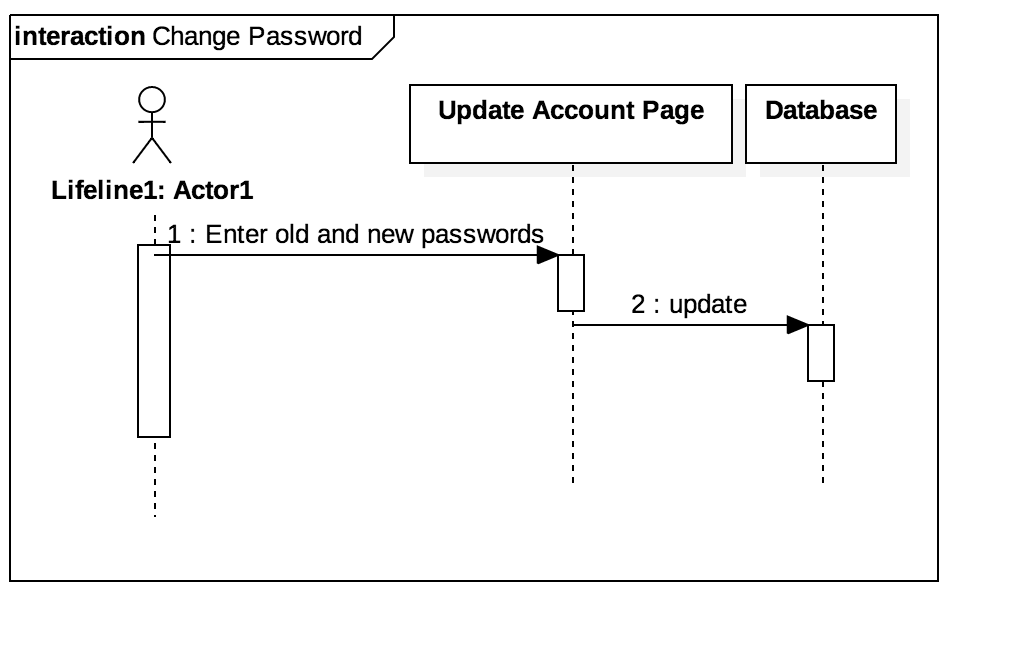 interaction Change Password
Update Account Page
Database
Lifeline1: Actor1
1 : Enter old and new passwords
2 : update